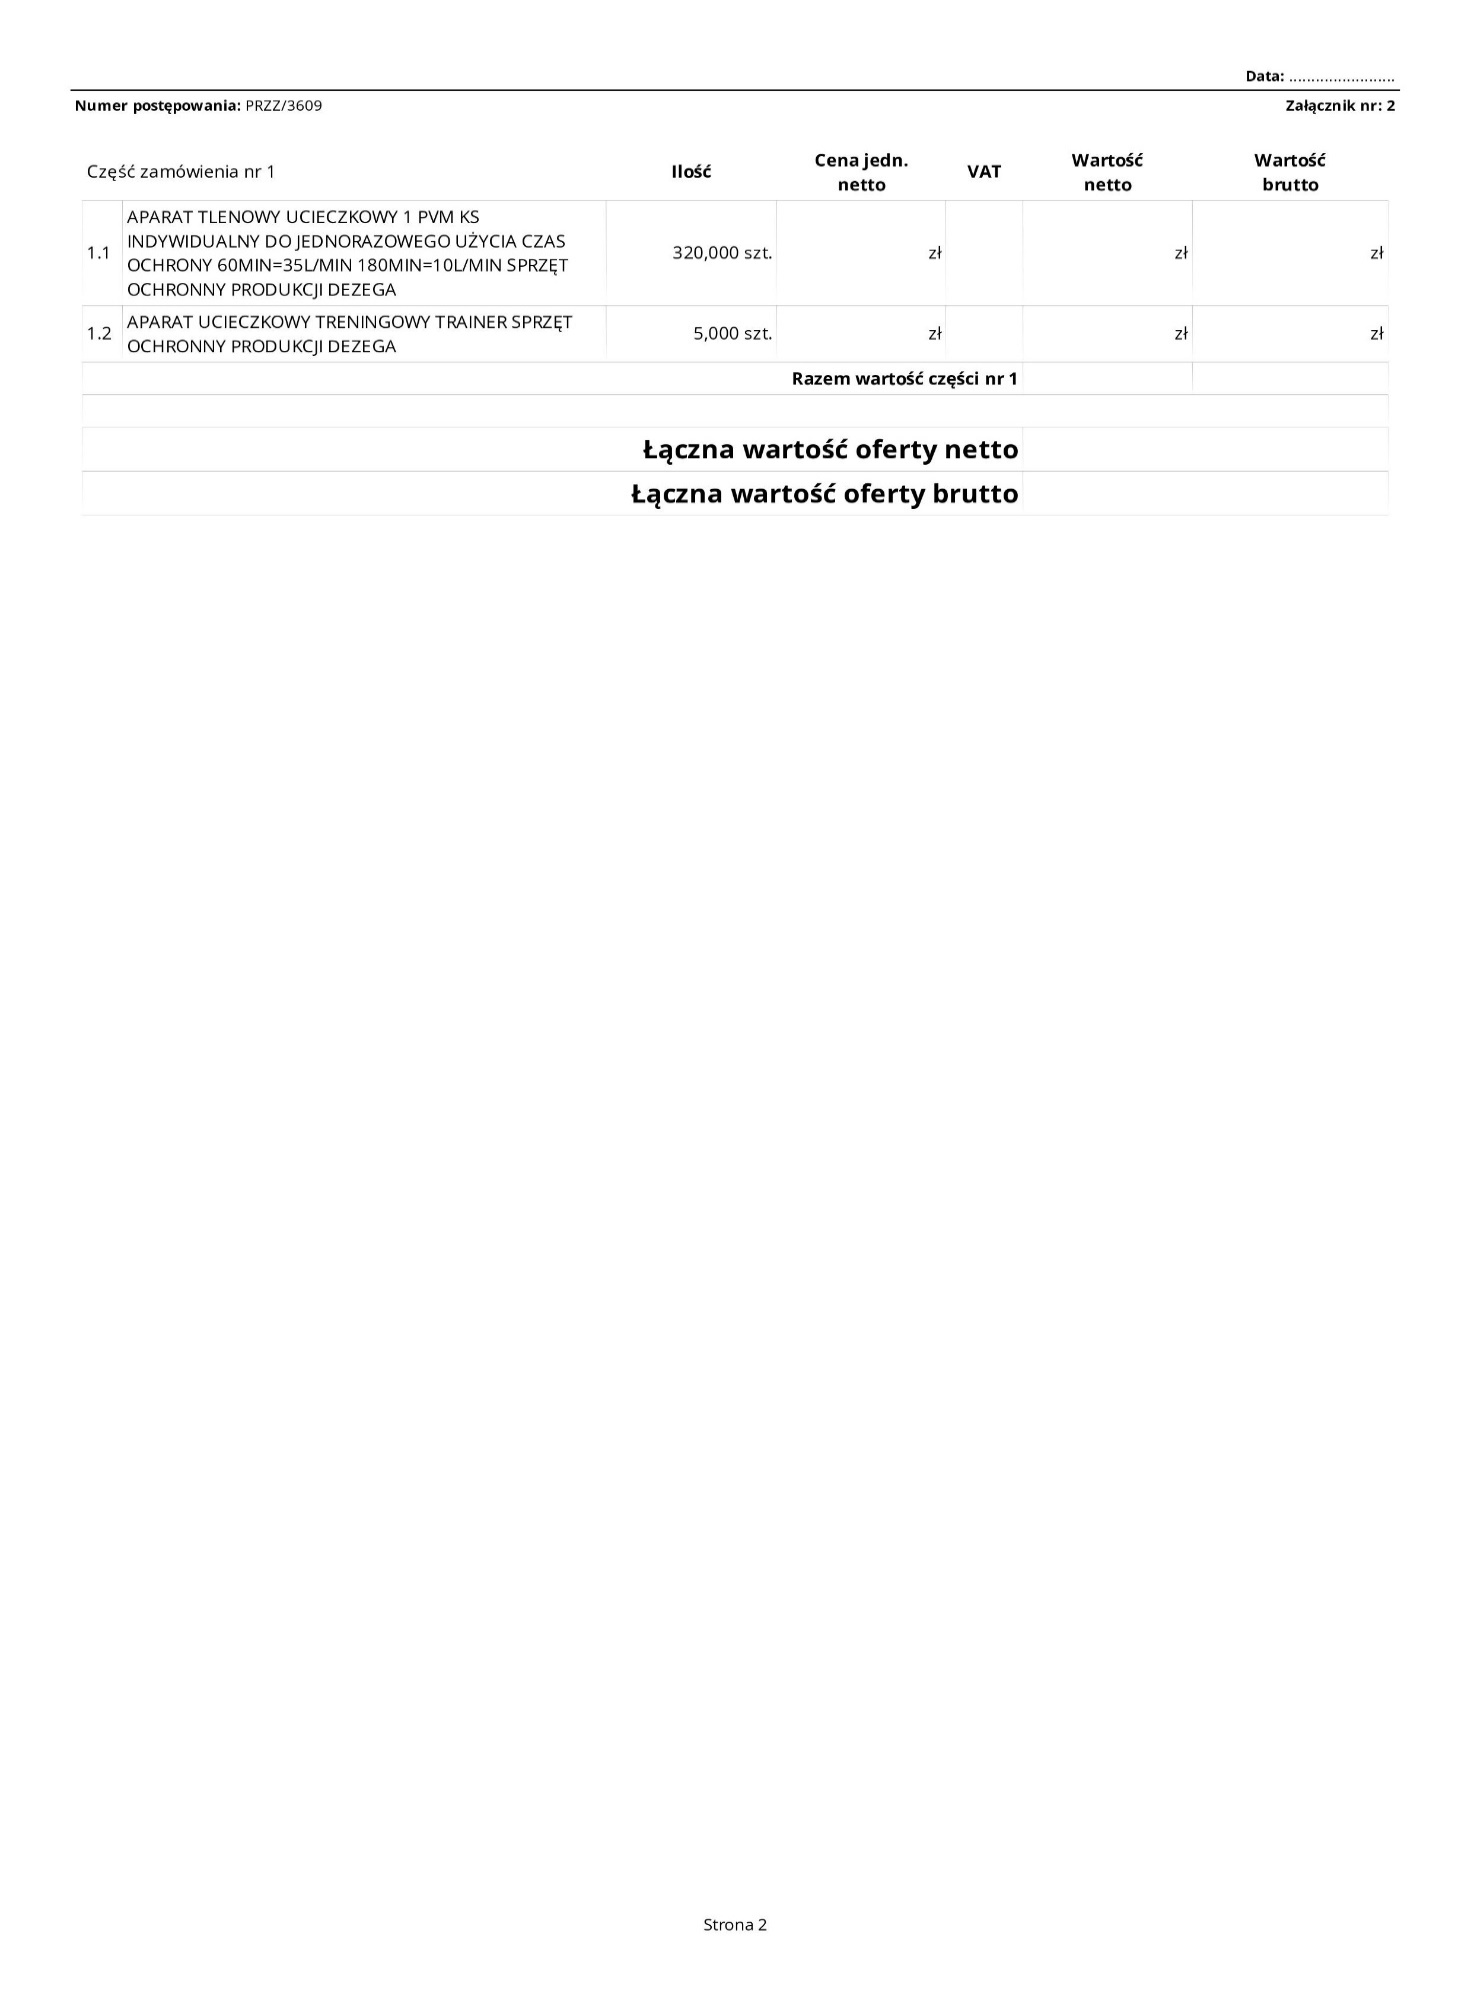 Data: ........................
Numer postępowania: PRZZ/3609 Załącznik nr: 2
Część zamówienia nr 1 Ilość Cena jedn. netto VAT Wartość netto Wartość brutto
1.1 APARAT TLENOWY UCIECZKOWY 1 PVM KS
INDYWIDUALNY DO JEDNORAZOWEGO UŻYCIA CZAS
OCHRONY 60MIN=35L/MIN 180MIN=10L/MIN SPRZĘT
OCHRONNY PRODUKCJI DEZEGA
320,000 szt. zł zł zł
1.2 APARAT UCIECZKOWY TRENINGOWY TRAINER SPRZĘT
OCHRONNY PRODUKCJI DEZEGA
5,000 szt. zł zł zł
Razem wartość części nr 1
Łączna wartość oferty netto
Łączna wartość oferty brutto
Strona 2